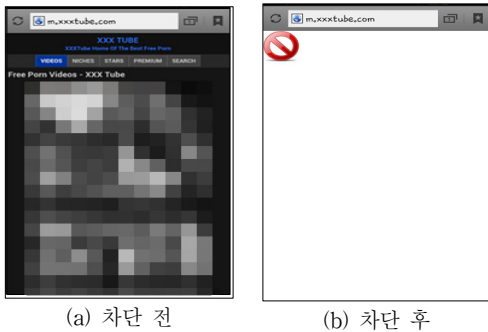 m.xxxtube.com
XXX TUBE
XXXTube Home Of The Best Free Porn
VIDEOS NICHES STARS PREMIUM SEARCH
Free Porn Videos - XXX Tube
(a) 차단 전
m.xxxtube.com
(b) 차단 후